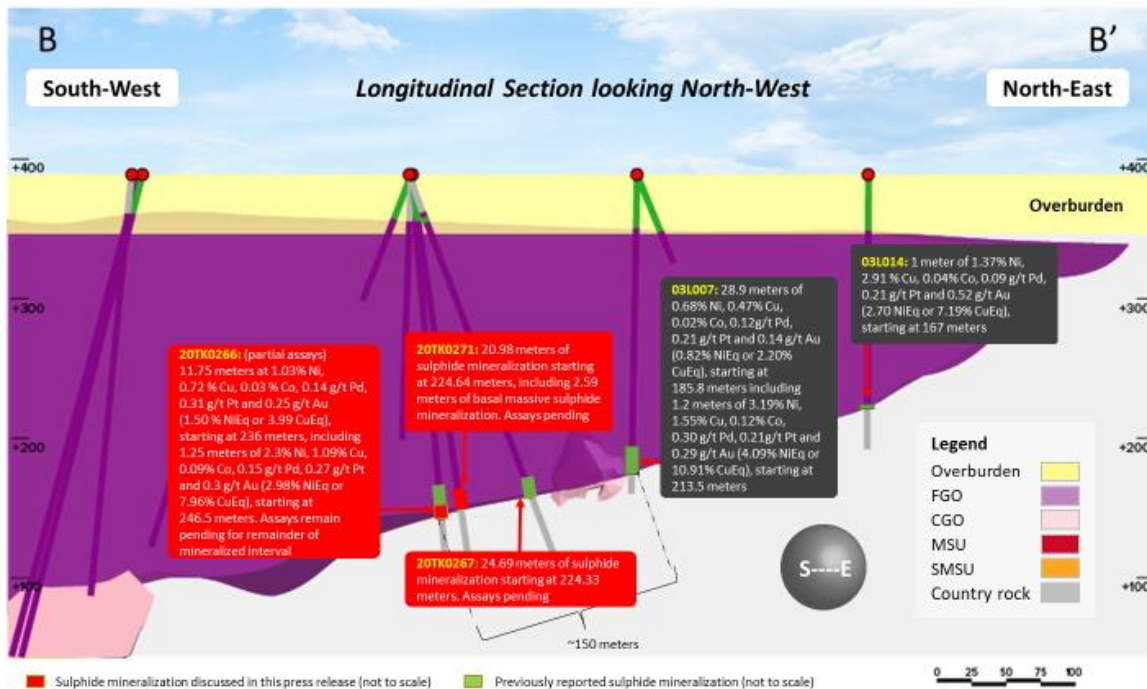 B
B'
South-West
Longitudinal Section looking North-West
North-East
+400
+400
Overburden
+300
+300
+200
+200
+100
+100
20TK0266: (partial assays)
11.75 meters at 1.03% Ni,
0.72 % Cu, 0.03 % Co, 0.14 g/t Pd,
0.31 g/t Pt and 0.25 g/t Au
(1.50 % NiEq or 3.99 CuEq),
starting at 236 meters, including
1.25 meters of 2.3% Ni, 1.09% Cu,
0.09% Co, 0.15 g/t Pd, 0.27 g/t Pt
and 0.3 g/t Au (2.98% NiEq or
7.96% CuEq), starting at
246.5 meters. Assays remain
pending for remainder of
mineralized interval
20TK0271: 20.98 meters of
sulphide mineralization starting
at 224.64 meters, including 2.59
meters of basal massive sulphide
mineralization. Assays pending
20TK0267: 24.69 meters of sulphide
mineralization starting at 224.33
meters. Assays pending
03L007: 28.9 meters of
0.68% Ni, 0.47% Cu,
0.02% Co, 0.12g/t Pd,
0.21 g/t Pt and 0.14 g/t Au
(0.82% NiEq or 2.20%
CuEq), starting at
185.8 meters including
1.2 meters of 3.19% Ni,
1.55% Cu, 0.12% Co,
0.30 g/t Pd, 0.21g/t Pt and
0.29 g/t Au (4.09% NiEq or
10.91% CuEq), starting at
213.5 meters
03L014: 1 meter of 1.37% Ni,
2.91 % Cu, 0.04% Co, 0.09 g/t Pd,
0.21 g/t Pt and 0.52 g/t Au
(2.70 NiEq or 7.19% CuEq),
starting at 167 meters
Legend
Overburden
FGO
CGO
MSU
SMSU
Country rock
S----E
~150 meters
0 25 50 75 100
Sulphide mineralization discussed in this press release (not to scale)
Previously reported sulphide mineralization (not to scale)